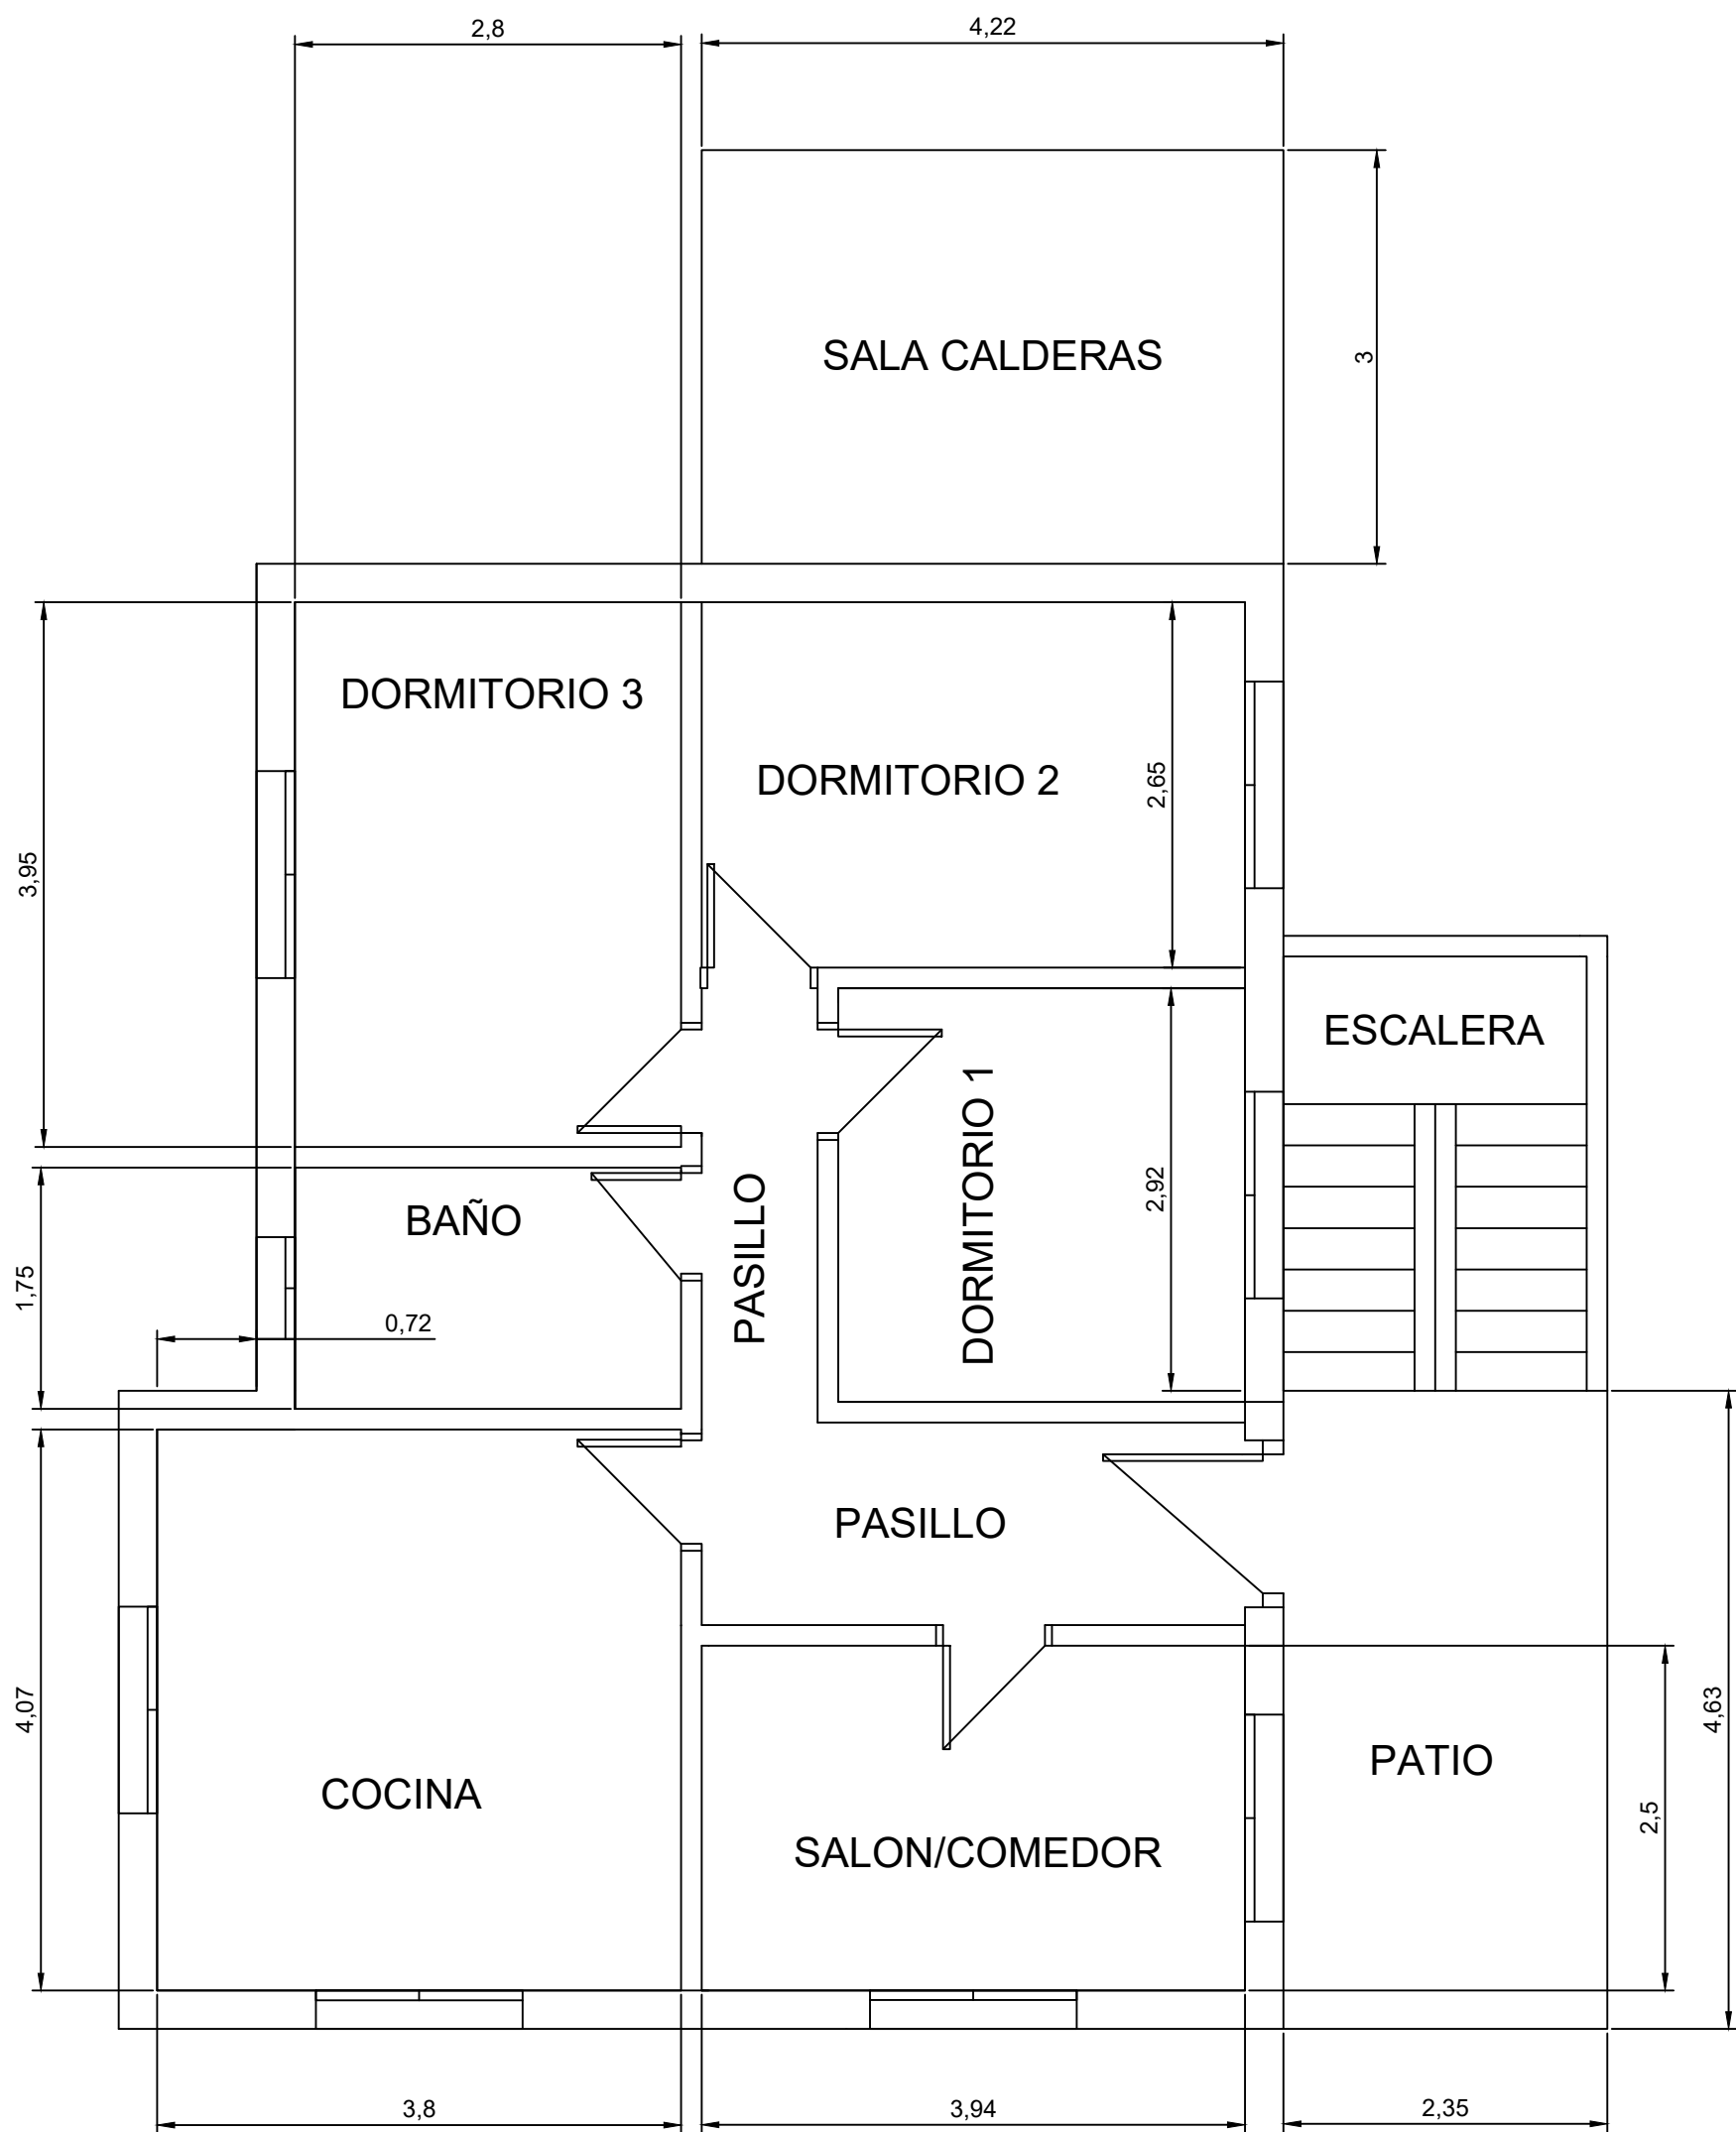 2,8
4,22
SALA CALDERAS
3
DORMITORIO 3
DORMITORIO 2
2,65
3,95
ESCALERA
DORMITORIO 1
2,92
PASILLO
BAÑO
1,75
0,72
PASILLO
4,07
4,63
PATIO
COCINA
2,5
SALON/COMEDOR
3,8
3,94
2,35